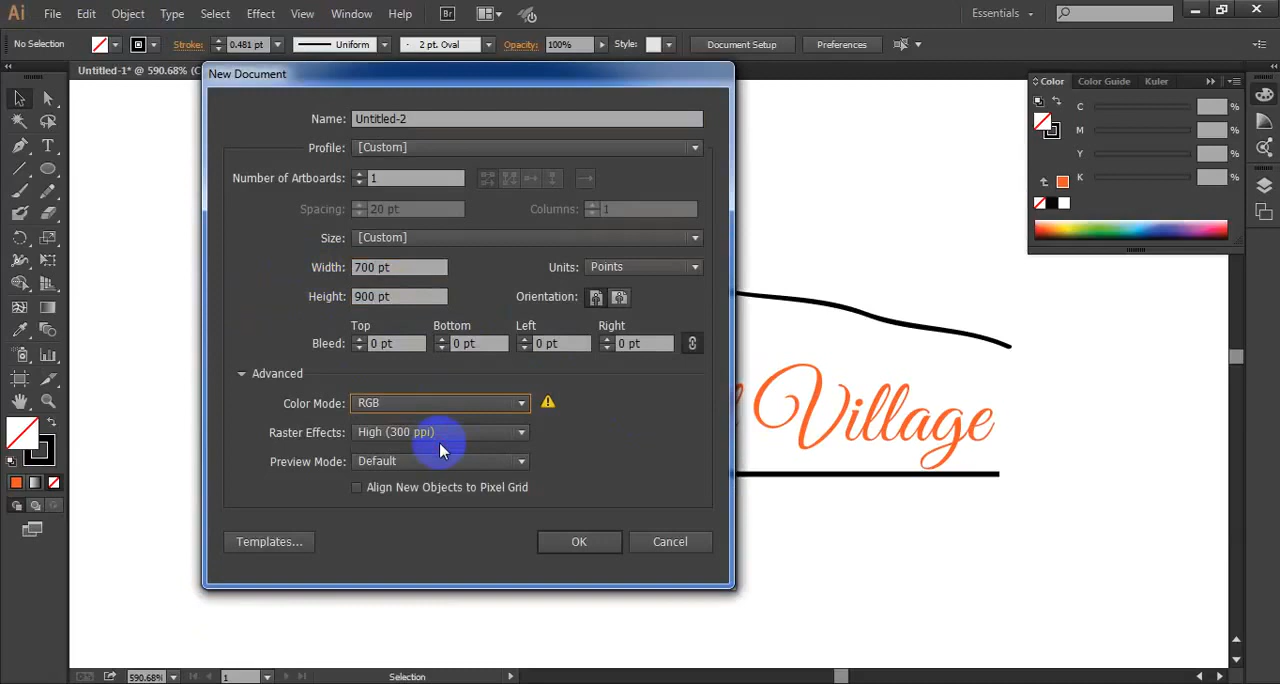 Ai File Edit Object Type Select Effect View Window Help Br Essentials
No Selection Stroke: 0.481 pt Uniform 2 pt. Oval Opacity: 100% Style: Document Setup Preferences
Untitled-1* @ 590.68% (C
New Document
Color Color Guide Kuler
C %
M %
Y %
K %
Name: Untitled-2
Profile: [Custom]
Number of Artboards: 1
Spacing: 20 pt Columns: 1
Size: [Custom]
Width: 700 pt Units: Points
Height: 900 pt Orientation:
Top Bottom Left Right
Bleed: 0 pt 0 pt 0 pt 0 pt
Advanced
Color Mode: RGB
Raster Effects: High (300 ppi)
Preview Mode: Default
Align New Objects to Pixel Grid
Templates... OK Cancel
Village
590.68% 1 Selection